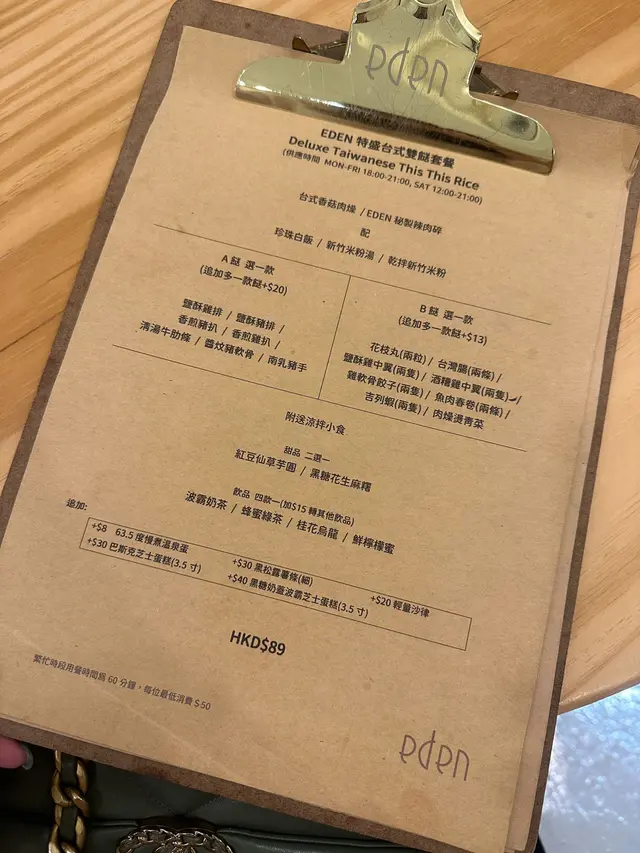 eden
EDEN 特盛台式雙餸套餐
Deluxe Taiwanese This This Rice
(供應時間 MON-FRI 18:00-21:00, SAT 12:00-21:00)
台式香菇肉燥 / EDEN 秘製辣肉碎
配
珍珠白飯 / 新竹米粉湯 / 乾拌新竹米粉
A 餸 選一款
(追加多一款餸+$20)
鹽酥雞排 / 鹽酥豬排 /
香煎豬扒 / 香煎雞扒 /
清湯牛肋條 / 醬炆豬軟骨 / 南乳豬手
B 餸 選一款
(追加多一款餸+$13)
花枝丸(兩粒) / 台灣腸(兩條) /
鹽酥雞中翼(兩隻) / 酒糟雞中翼(兩隻) /
雞軟骨餃子(兩隻) / 魚肉春卷(兩條) /
吉列蝦(兩隻) / 肉燥燙青菜
附送涼拌小食
甜品 二選一
紅豆仙草芋圓 / 黑糖花生麻糬
飲品 四款一(加$15 轉其他飲品)
波霸奶茶 / 蜂蜜綠茶 / 桂花烏龍 / 鮮檸檬蜜
追加:
+$8 63.5 度慢煮溫泉蛋
+$30 黑松露薯條(細)
+$20 輕量沙律
+$30 巴斯克芝士蛋糕(3.5 寸)
+$40 黑糖奶蓋波霸芝士蛋糕(3.5 寸)
HKD$89
繁忙時段用餐時間為 60 分鐘，每位最低消費 $50
eden